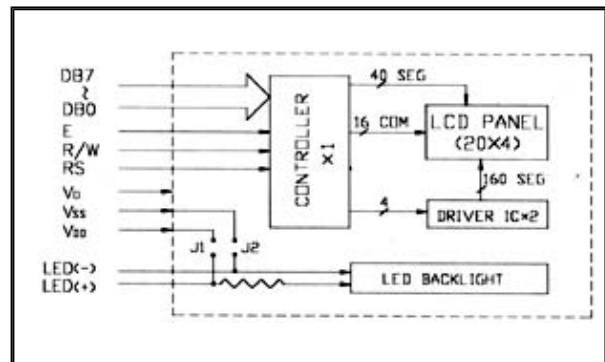 DB7
~
DB0
E
R/W
RS
Vo
Vss
VDD
LED(-)
LED(+)
J1
J2
CONTROLLER
×1
40 SEG
16 COM
4
LCD PANEL
(20X4)
160 SEG
DRIVER IC×2
LED BACKLIGHT